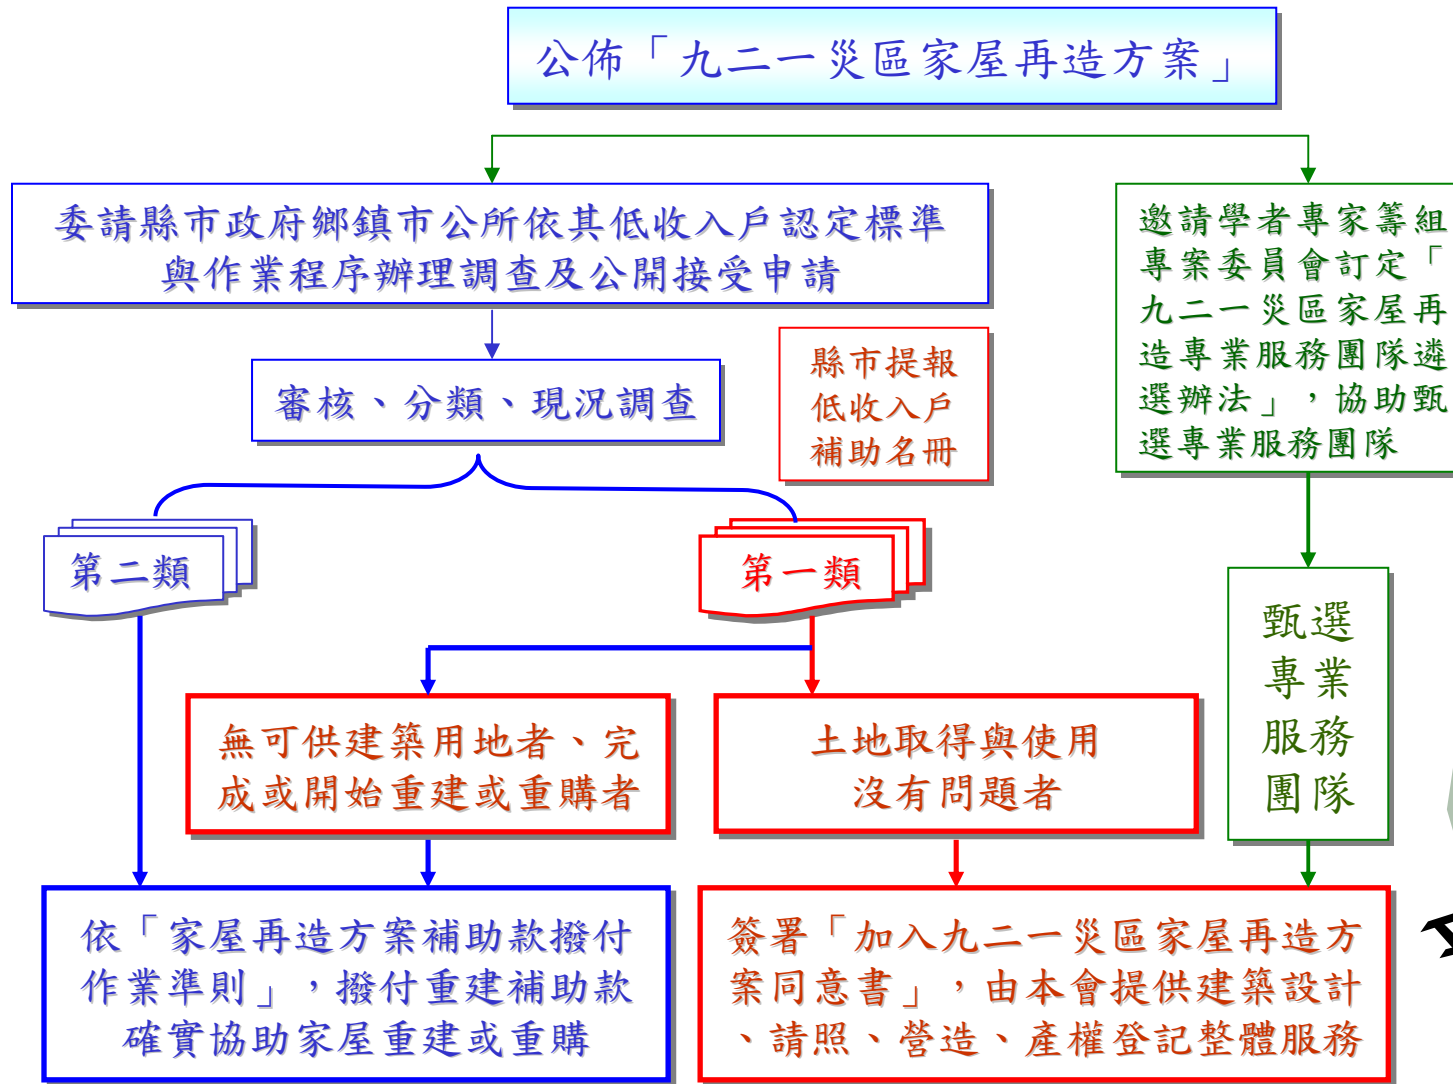 公佈「九二一災區家屋再造方案」
委請縣市政府鄉鎮市公所依其低收入戶認定標準
與作業程序辦理調查及公開接受申請
邀請學者專家籌組
專案委員會訂定「
九二一災區家屋再
造專業服務團隊遴
選辦法」，協助甄
選專業服務團隊
縣市提報
低收入戶
補助名冊
審核、分類、現況調查
第二類
第一類
甄選
專業
服務
團隊
無可供建築用地者、完
成或開始重建或重購者
土地取得與使用
沒有問題者
依「家屋再造方案補助款撥付
作業準則」，撥付重建補助款
確實協助家屋重建或重購
簽署「加入九二一災區家屋再造方
案同意書」，由本會提供建築設計
、請照、營造、產權登記整體服務